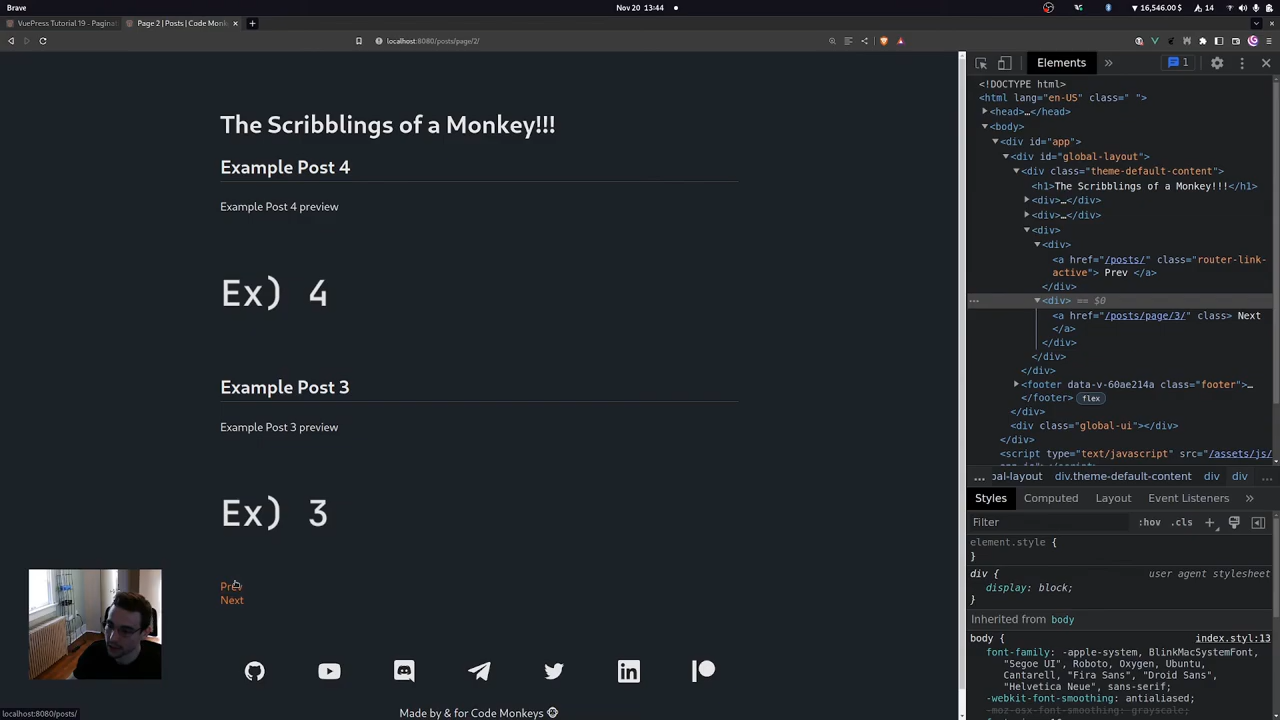 Brave
Nov 20 13:44
16,546.00
14
VuePress Tutorial 19 - Paginat
Page 2 | Posts | Code Monk
localhost:8080/posts/page/2/
The Scribblings of a Monkey!!!
Example Post 4
Example Post 4 preview
Ex) 4
Example Post 3
Example Post 3 preview
Ex) 3
Prev
Next
Made by & for Code Monkeys
localhost:8080/posts/
Elements
1
<!DOCTYPE html>
<html lang="en-US" class=" ">
<head>…</head>
<body>
<div id="app">
<div id="global-layout">
<div class="theme-default-content">
<h1>The Scribblings of a Monkey!!!</h1>
<div>…</div>
<div>…</div>
<div>
<div>
<a href="/posts/" class="router-link-
active"> Prev </a>
</div>
<div> == $0
<a href="/posts/page/3/" class> Next
</a>
</div>
</div>
</div>
<footer data-v-60ae214a class="footer">…
</footer> flex
</div>
<div class="global-ui"></div>
</div>
<script type="text/javascript" src="/assets/js/
… bal-layout div.theme-default-content div div …
Styles Computed Layout Event Listeners
Filter :hov .cls
element.style {
}
div { user agent stylesheet
display: block;
}
Inherited from body
body { index.styl:13
font-family: -apple-system, BlinkMacSystemFont,
"Segoe UI", Roboto, Oxygen, Ubuntu,
Cantarell, "Fira Sans", "Droid Sans",
"Helvetica Neue", sans-serif;
-webkit-font-smoothing: antialiased;
-moz-osx-font-smoothing: grayscale;